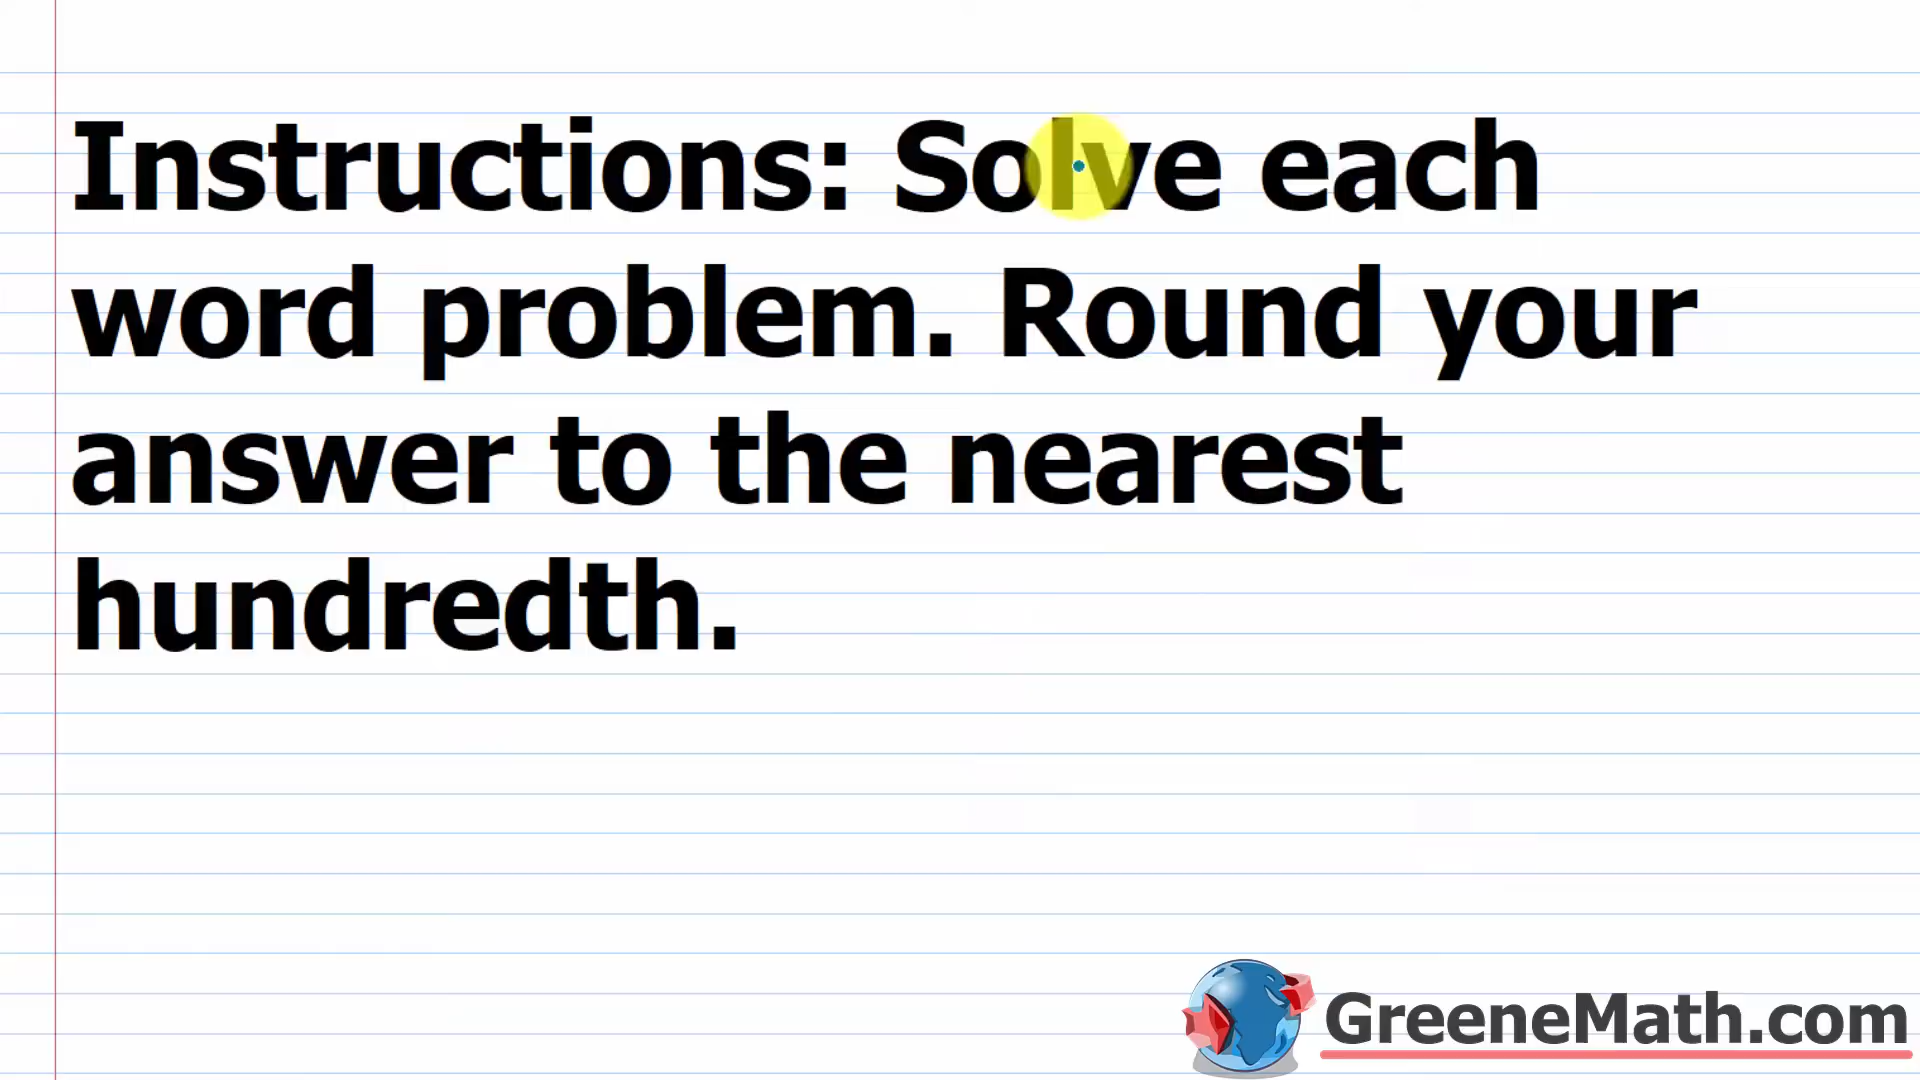 Instructions: Solve each
word problem. Round your
answer to the nearest
hundredth.
GreeneMath.com